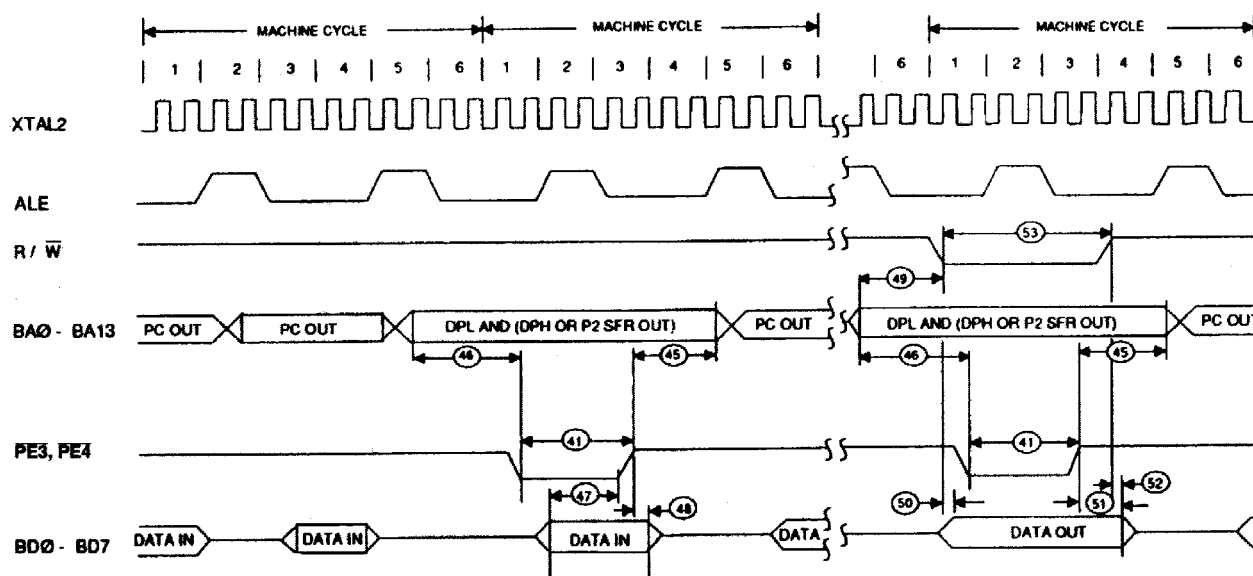 MACHINE CYCLE MACHINE CYCLE MACHINE CYCLE
1 2 3 4 5 6 1 2 3 4 5 6 6 1 2 3 4 5 6
XTAL2
ALE
R / W
53
49
BAØ - BA13 PC OUT PC OUT DPL AND (DPH OR P2 SFR OUT) PC OUT DPL AND (DPH OR P2 SFR OUT) PC OUT
46 45 46 45
41 41
PE3, PE4
47 52
48 50 51
BDØ - BD7 DATA IN DATA IN DATA IN DATA DATA OUT